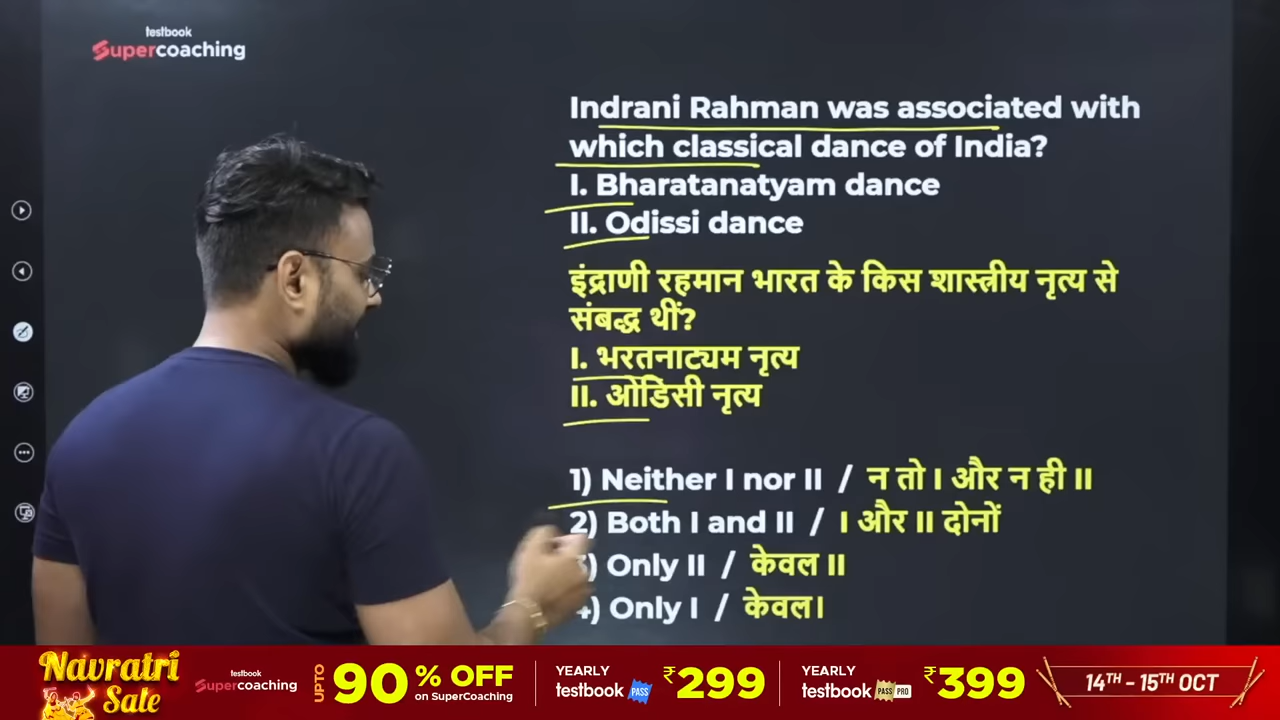 testbook
Supercoaching
Indrani Rahman was associated with
which classical dance of India?
I. Bharatanatyam dance
II. Odissi dance
इंद्राणी रहमान भारत के किस शास्त्रीय नृत्य से
संबद्ध थीं?
I. भरतनाट्यम नृत्य
II. ओडिसी नृत्य
1) Neither I nor II / न तो I और न ही II
2) Both I and II / I और II दोनों
3) Only II / केवल II
4) Only I / केवल।
Navratri
Sale
testbook
Supercoaching
UPTO 90% OFF
on SuperCoaching
YEARLY
testbook PASS
₹299
YEARLY
testbook PASS PRO
₹399
14TH - 15TH OCT